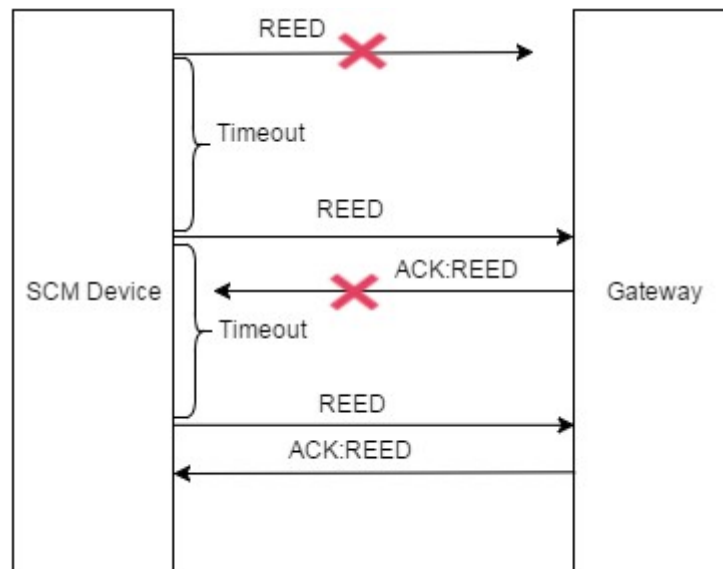 REED
Timeout
REED
ACK:REED
SCM Device
Gateway
Timeout
REED
ACK:REED